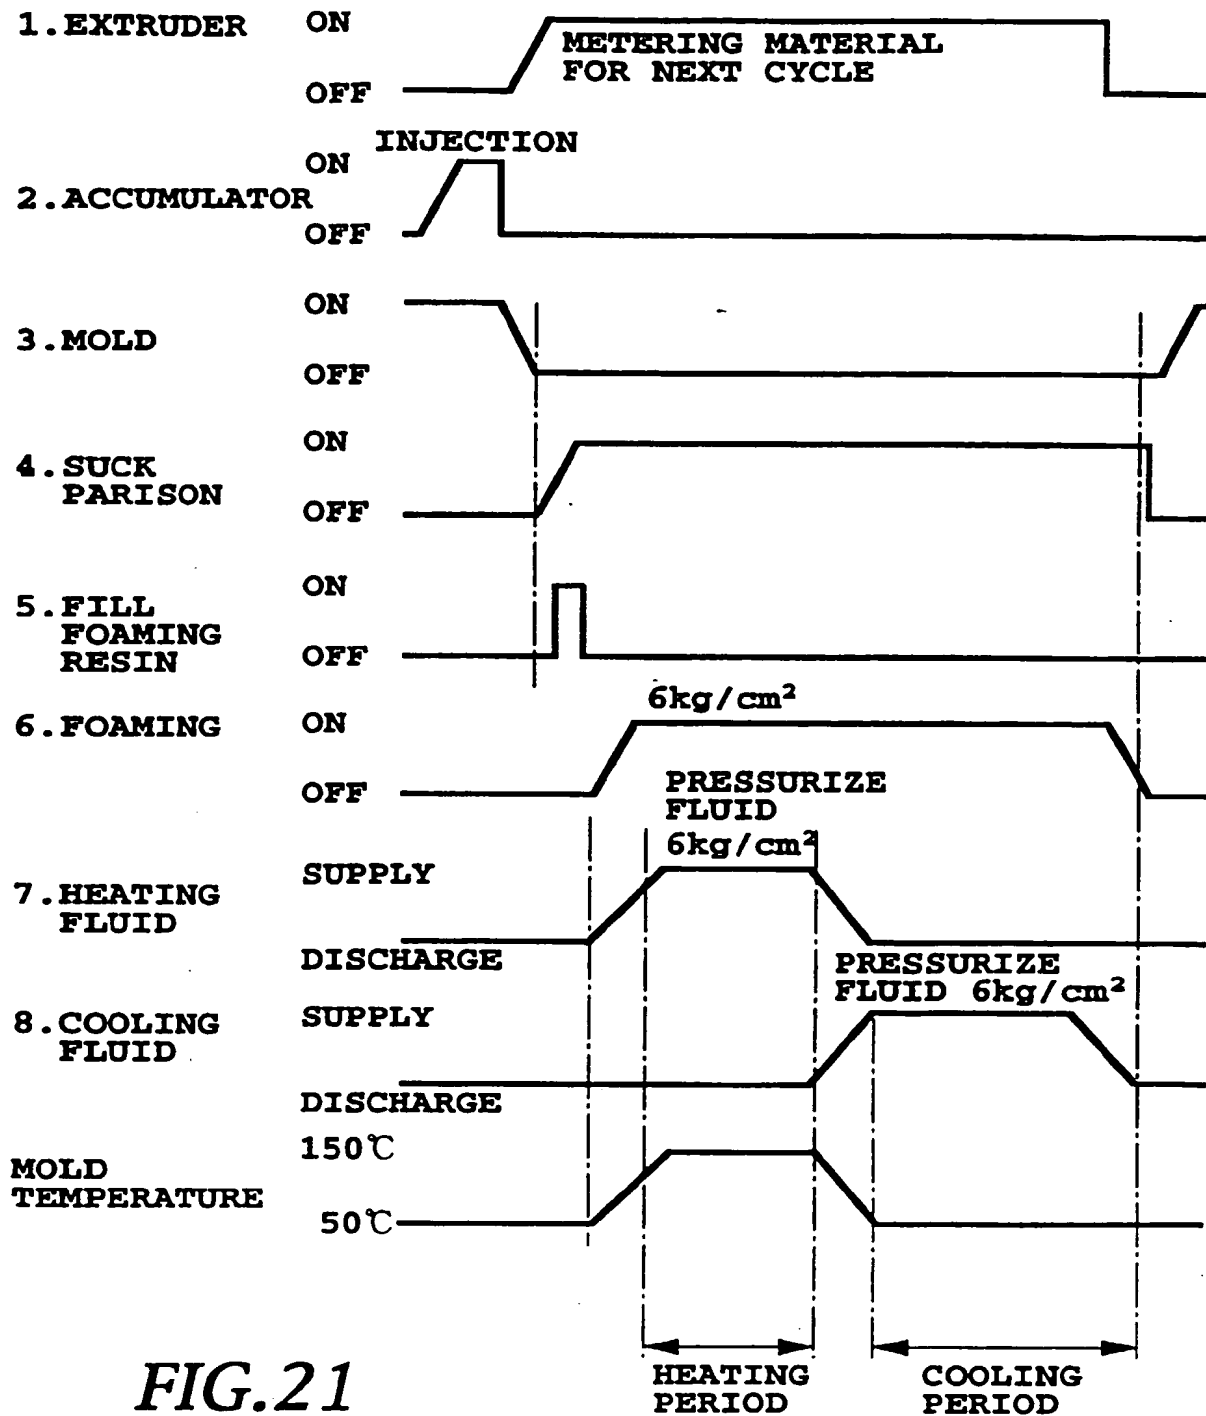 1.EXTRUDER
ON
METERING MATERIAL
FOR NEXT CYCLE
OFF
INJECTION
ON
2.ACCUMULATOR
OFF
ON
3.MOLD
OFF
ON
4.SUCK
PARISON
OFF
ON
5.FILL
FOAMING
RESIN
OFF
6kg/cm²
6.FOAMING
ON
OFF
PRESSURIZE
FLUID
6kg/cm²
SUPPLY
7.HEATING
FLUID
DISCHARGE
PRESSURIZE
FLUID 6kg/cm²
8.COOLING
FLUID
SUPPLY
DISCHARGE
150℃
MOLD
TEMPERATURE
50℃
HEATING
PERIOD
COOLING
PERIOD
FIG.21